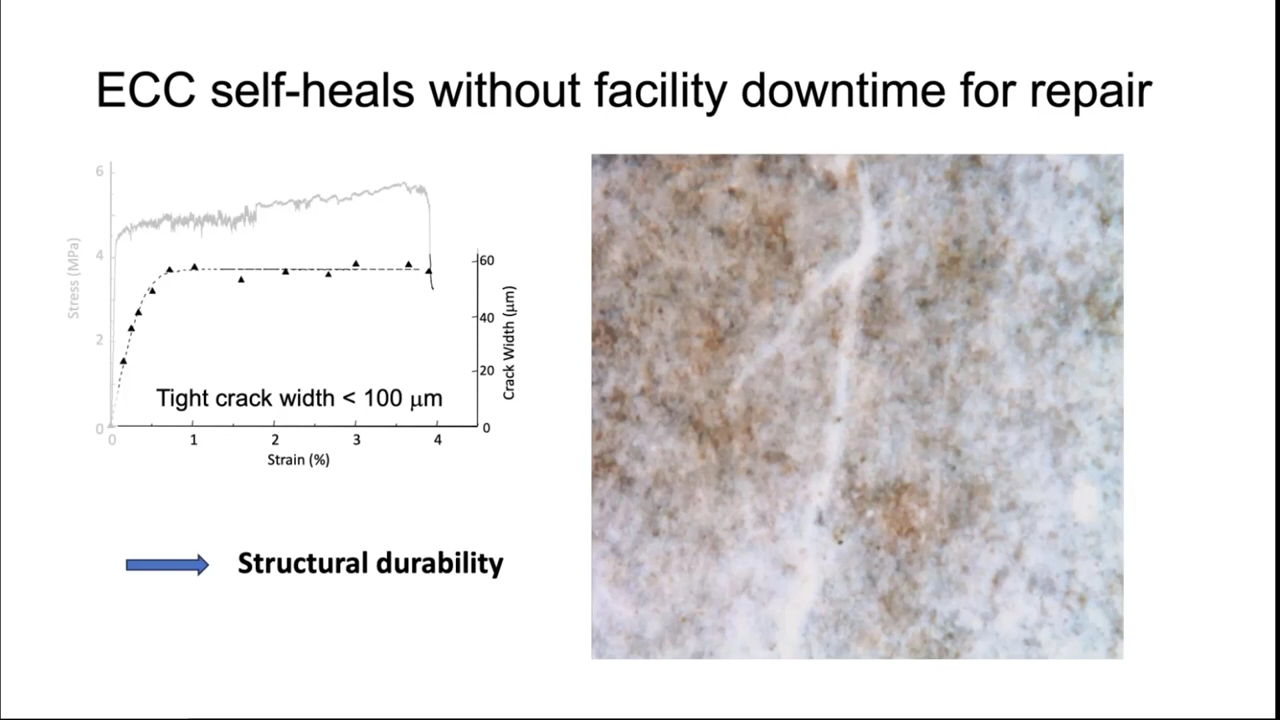 ECC self-heals without facility downtime for repair
6
4
2
0
Stress (MPa)
60
40
20
0
Crack Width (μm)
Tight crack width < 100 μm
0 1 2 3 4
Strain (%)
Structural durability